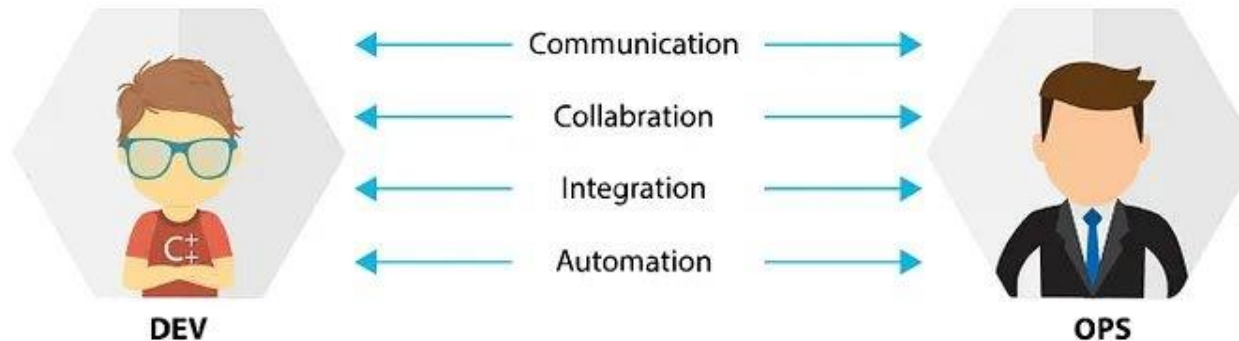 Communication
Collabration
Integration
Automation
C++
DEV
OPS